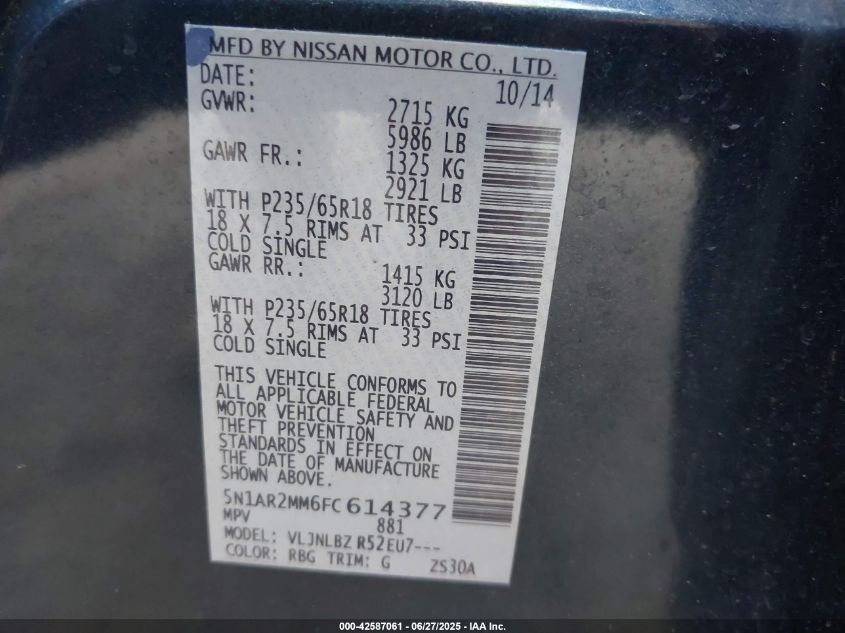 MFD BY NISSAN MOTOR CO., LTD.
DATE: 10/14
GVWR: 2715 KG
5986 LB
GAWR FR.: 1325 KG
2921 LB
WITH P235/65R18 TIRES
18 X 7.5 RIMS AT 33 PSI
COLD SINGLE
GAWR RR.: 1415 KG
3120 LB
WITH P235/65R18 TIRES
18 X 7.5 RIMS AT 33 PSI
COLD SINGLE
THIS VEHICLE CONFORMS TO
ALL APPLICABLE FEDERAL
MOTOR VEHICLE SAFETY AND
THEFT PREVENTION
STANDARDS IN EFFECT ON
THE DATE OF MANUFACTURE
SHOWN ABOVE.
5N1AR2MM6FC614377
MPV 881
MODEL: VLJNLBZ R52EU7---
COLOR: RBG TRIM: G ZS30A
000-42587061 - 06/27/2025 - IAA Inc.